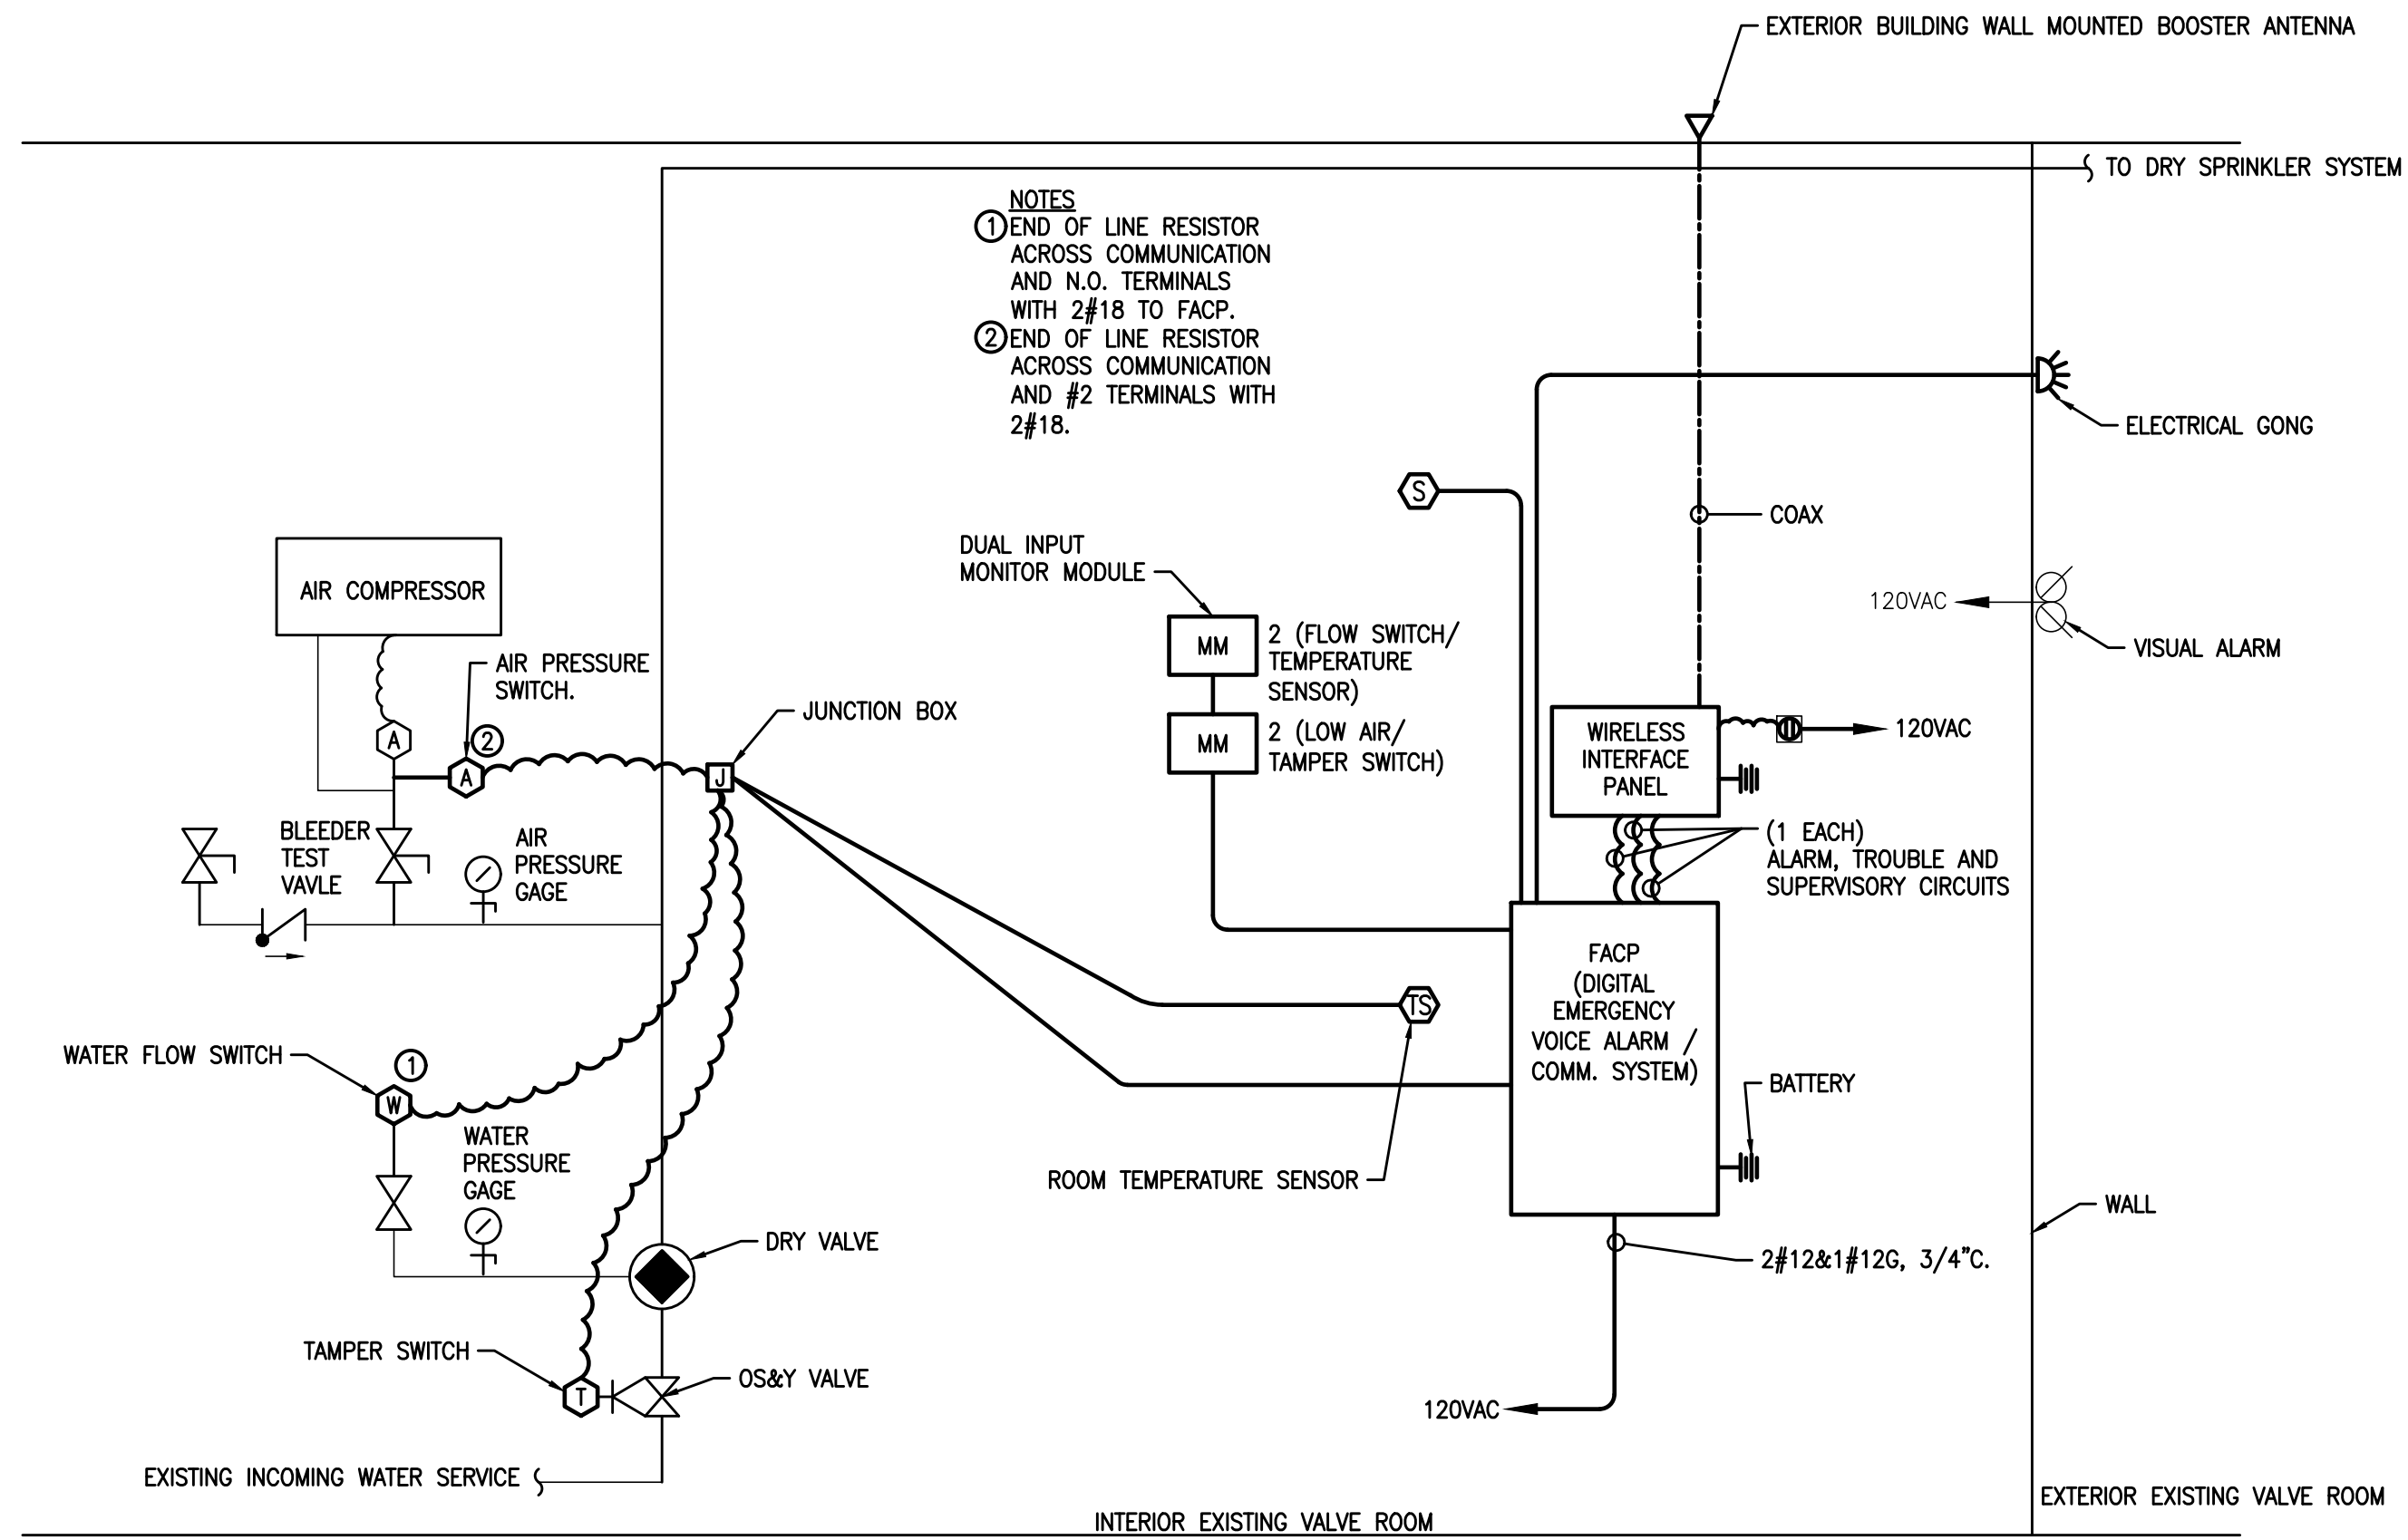 EXTERIOR BUILDING WALL MOUNTED BOOSTER ANTENNA
TO DRY SPRINKLER SYSTEM
NOTES
1 END OF LINE RESISTOR
ACROSS COMMUNICATION
AND N.O. TERMINALS
WITH 2#18 TO FACP.
2 END OF LINE RESISTOR
ACROSS COMMUNICATION
AND #2 TERMINALS WITH
2#18.
ELECTRICAL GONG
S
COAX
DUAL INPUT
MONITOR MODULE
AIR COMPRESSOR
120VAC
VISUAL ALARM
MM
2 (FLOW SWITCH/
TEMPERATURE
SENSOR)
AIR PRESSURE
SWITCH.
JUNCTION BOX
MM
2 (LOW AIR/
TAMPER SWITCH)
WIRELESS
INTERFACE
PANEL
120VAC
A
2
A
J
BLEEDER
TEST
VAVLE
AIR
PRESSURE
GAGE
(1 EACH)
ALARM, TROUBLE AND
SUPERVISORY CIRCUITS
FACP
(DIGITAL
EMERGENCY
VOICE ALARM /
COMM. SYSTEM)
TS
WATER FLOW SWITCH
1
W
BATTERY
WATER
PRESSURE
GAGE
ROOM TEMPERATURE SENSOR
WALL
DRY VALVE
2#12&1#12G, 3/4"C.
TAMPER SWITCH
T
OS&Y VALVE
120VAC
EXISTING INCOMING WATER SERVICE
EXTERIOR EXISTING VALVE ROOM
INTERIOR EXISTING VALVE ROOM